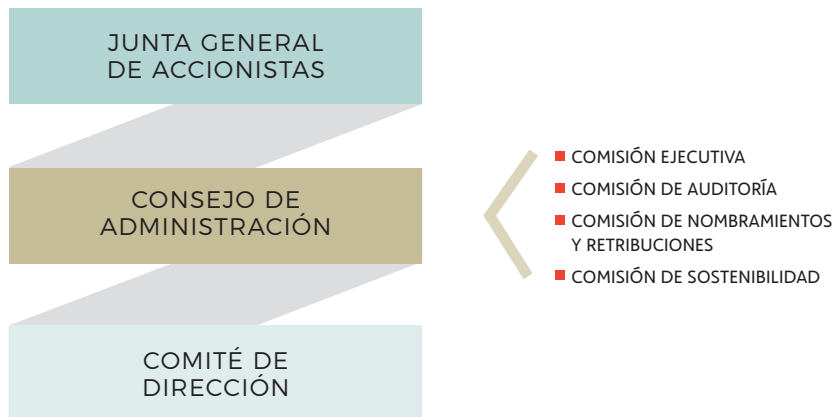 JUNTA GENERAL
DE ACCIONISTAS
CONSEJO DE
ADMINISTRACIÓN
COMISIÓN EJECUTIVA
COMISIÓN DE AUDITORÍA
COMISIÓN DE NOMBRAMIENTOS
Y RETRIBUCIONES
COMISIÓN DE SOSTENIBILIDAD
COMITÉ DE
DIRECCIÓN